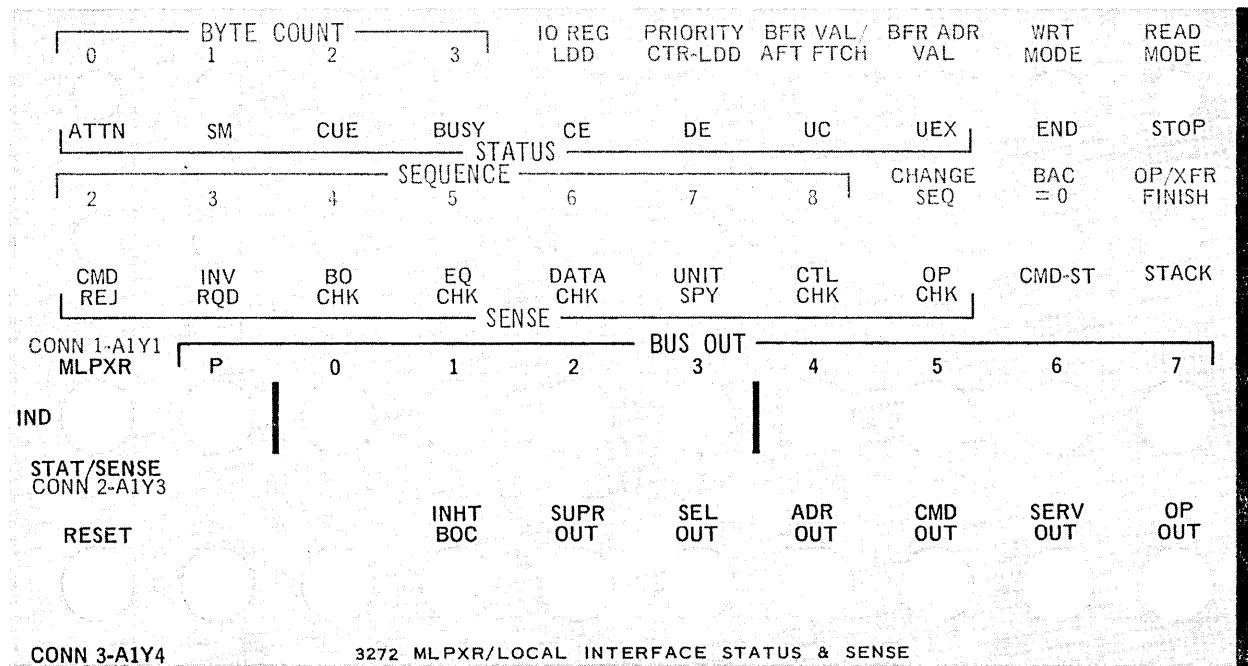 BYTE COUNT
IO REG PRIORITY BFR VAL/ BFR ADR WRT READ
0 1 2 3 LDD CTR-LDD AFT FTCH VAL MODE MODE
ATTN SM CUE BUSY CE DE UC UEX END STOP
STATUS
SEQUENCE
CHANGE BAC OP/XFR
2 3 4 5 6 7 8 SEQ = 0 FINISH
CMD INV BO EQ DATA UNIT CTL OP CMD-ST STACK
REJ RQD CHK CHK CHK SPY CHK CHK
SENSE
CONN 1-A1Y1 BUS OUT
MLPXR P 0 1 2 3 4 5 6 7
IND
STAT/SENSE
CONN 2-A1Y3
INHT SUPR SEL ADR CMD SERV OP
RESET BOC OUT OUT OUT OUT OUT OUT
CONN 3-A1Y4 3272 MLPXR/LOCAL INTERFACE STATUS & SENSE